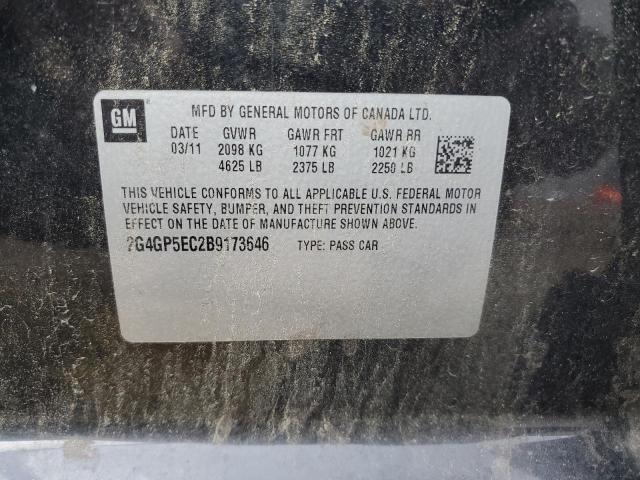 GM
MFD BY GENERAL MOTORS OF CANADA LTD.
DATE GVWR GAWR FRT GAWR RR
03/11 2098 KG 1077 KG 1021 KG
4625 LB 2375 LB 2250 LB
THIS VEHICLE CONFORMS TO ALL APPLICABLE U.S. FEDERAL MOTOR
VEHICLE SAFETY, BUMPER, AND THEFT PREVENTION STANDARDS IN
EFFECT ON THE DATE OF MANUFACTURE SHOWN ABOVE.
2G4GP5EC2B9173646 TYPE: PASS CAR